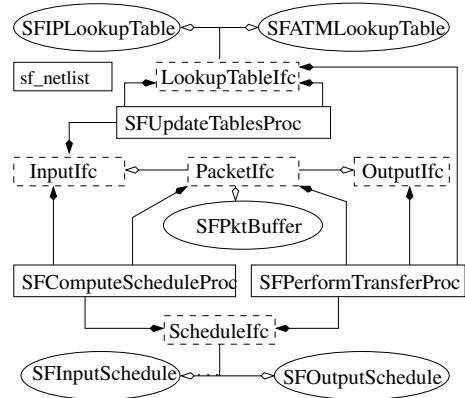 SFIPLookupTable SFATMLookupTable
sf_netlist LookupTableIfc
SFUpdateTablesProc
InputIfc PacketIfc OutputIfc
SFPktBuffer
SFComputeScheduleProc SFPerformTransferProc
ScheduleIfc
SFInputSchedule ... SFOutputSchedule